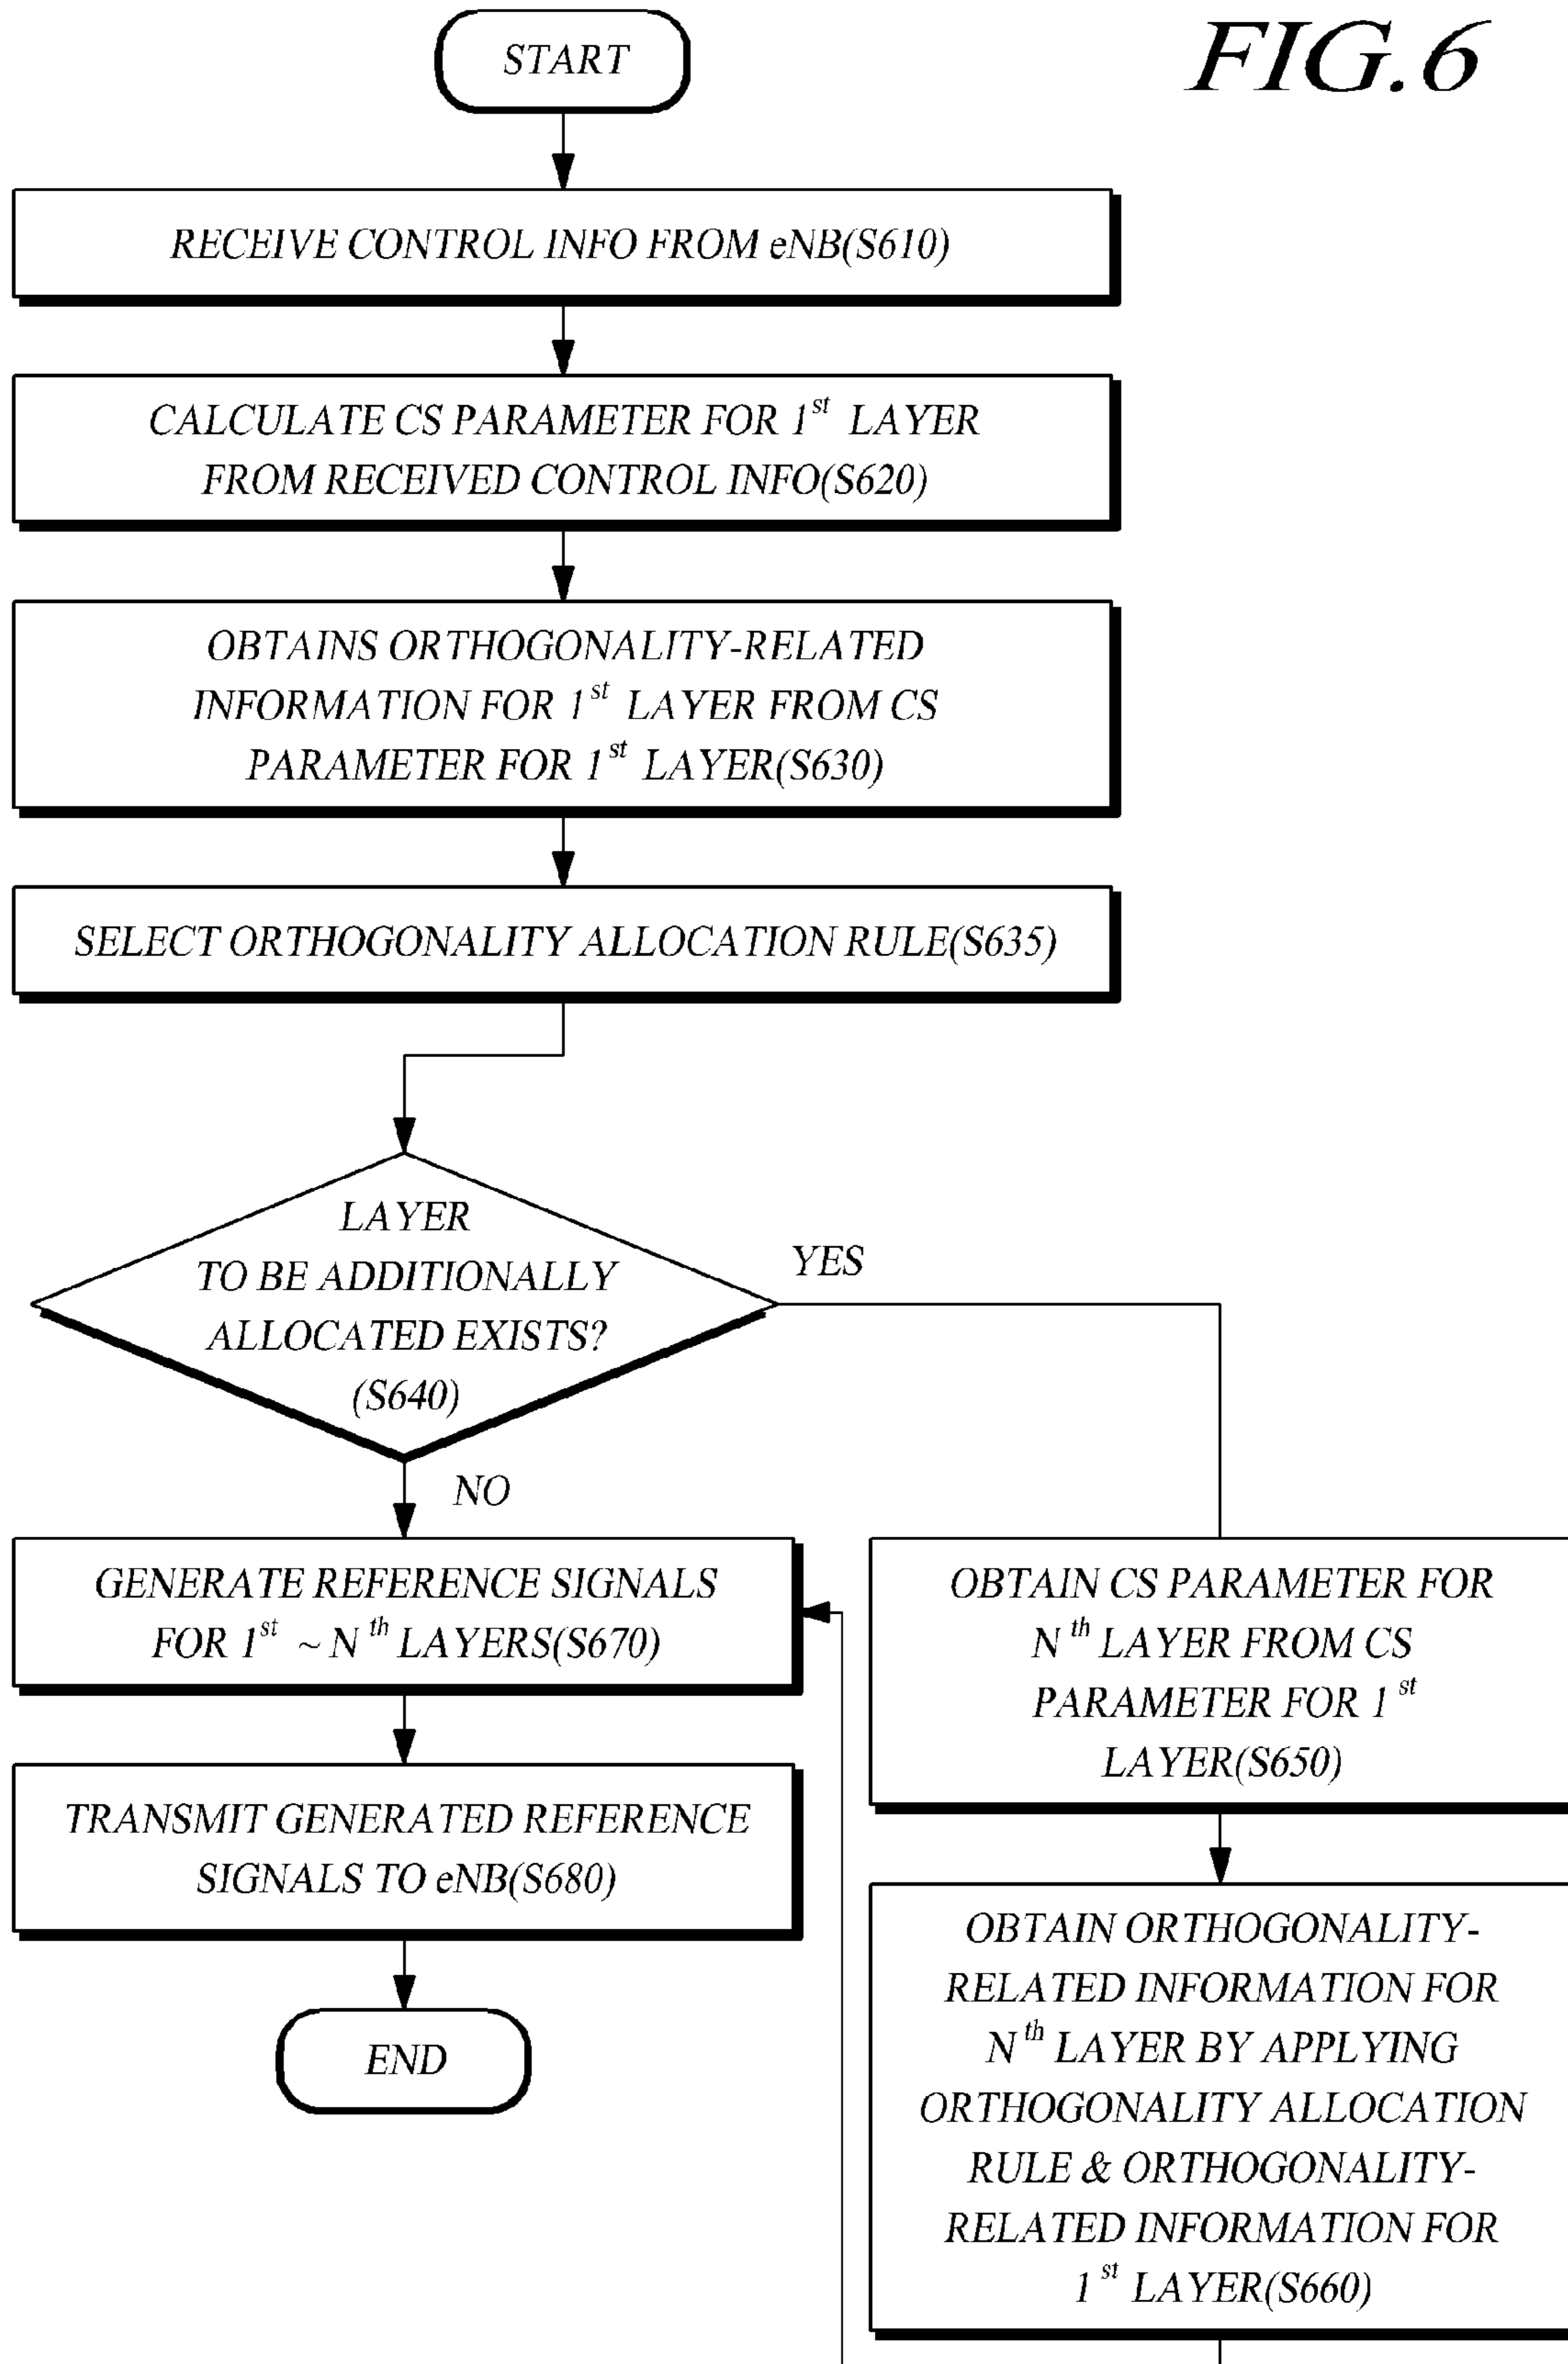 FIG.6
START
RECEIVE CONTROL INFO FROM eNB(S610)
CALCULATE CS PARAMETER FOR 1st LAYER
FROM RECEIVED CONTROL INFO(S620)
OBTAINS ORTHOGONALITY-RELATED
INFORMATION FOR 1st LAYER FROM CS
PARAMETER FOR 1st LAYER(S630)
SELECT ORTHOGONALITY ALLOCATION RULE(S635)
LAYER
TO BE ADDITIONALLY
ALLOCATED EXISTS?
(S640)
YES
NO
GENERATE REFERENCE SIGNALS
FOR 1st ~ Nth LAYERS(S670)
TRANSMIT GENERATED REFERENCE
SIGNALS TO eNB(S680)
END
OBTAIN CS PARAMETER FOR
Nth LAYER FROM CS
PARAMETER FOR 1st
LAYER(S650)
OBTAIN ORTHOGONALITY-
RELATED INFORMATION FOR
Nth LAYER BY APPLYING
ORTHOGONALITY ALLOCATION
RULE & ORTHOGONALITY-
RELATED INFORMATION FOR
1st LAYER(S660)